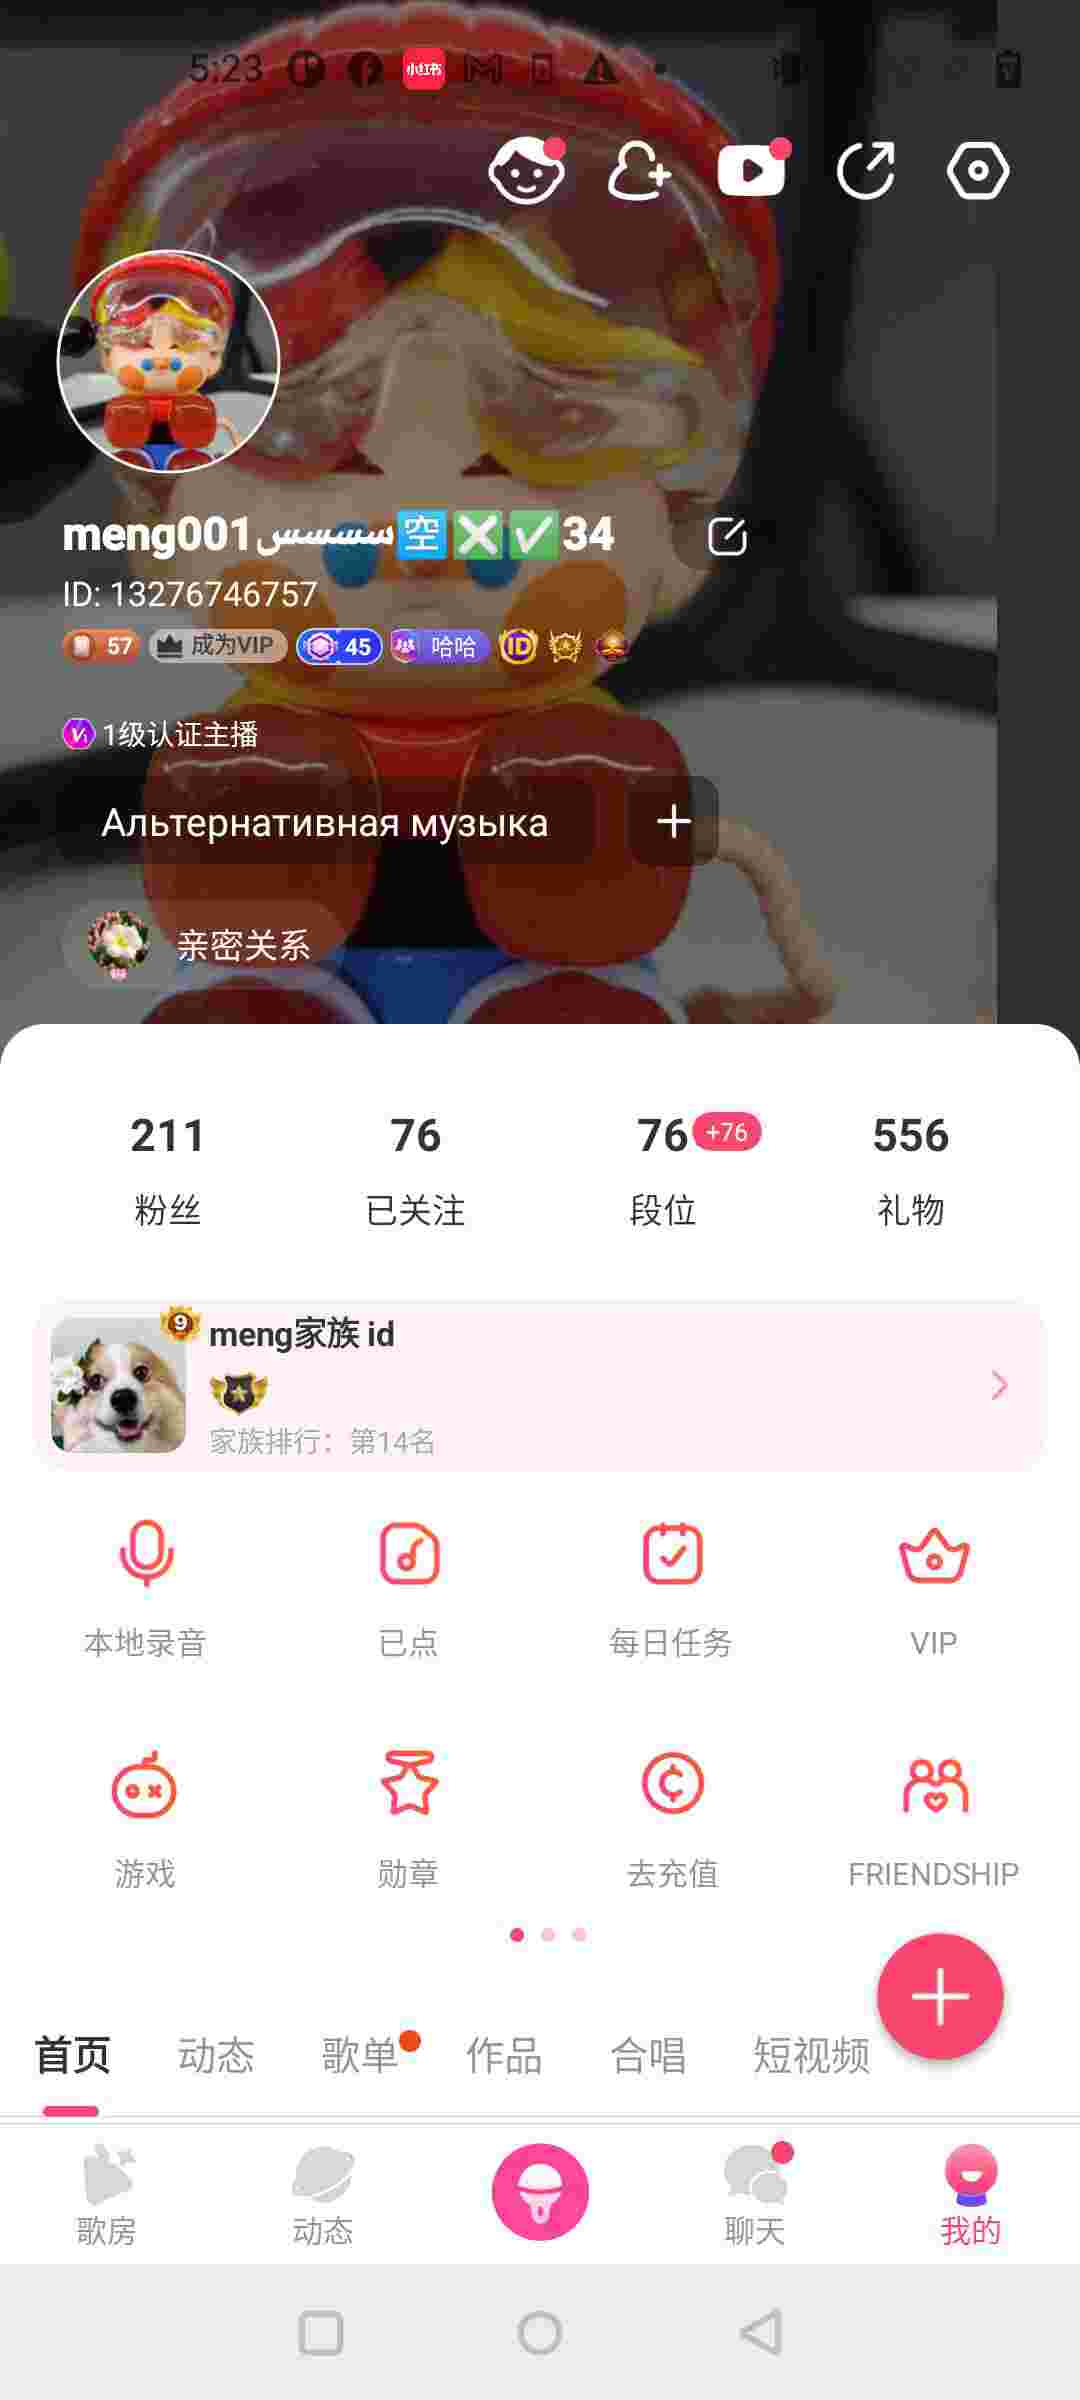 5:23
小红书
meng001سسسس🈳❎✅34
ID: 13276746757
57 成为VIP 45 哈哈 ID
V1 1级认证主播
Альтернативная музыка
亲密关系
211 76 76 +76 556
粉丝 已关注 段位 礼物
9
meng家族 id
家族排行：第14名
本地录音 已点 每日任务 VIP
游戏 勋章 去充值 FRIENDSHIP
首页 动态 歌单 作品 合唱 短视频
歌房 动态 聊天 我的